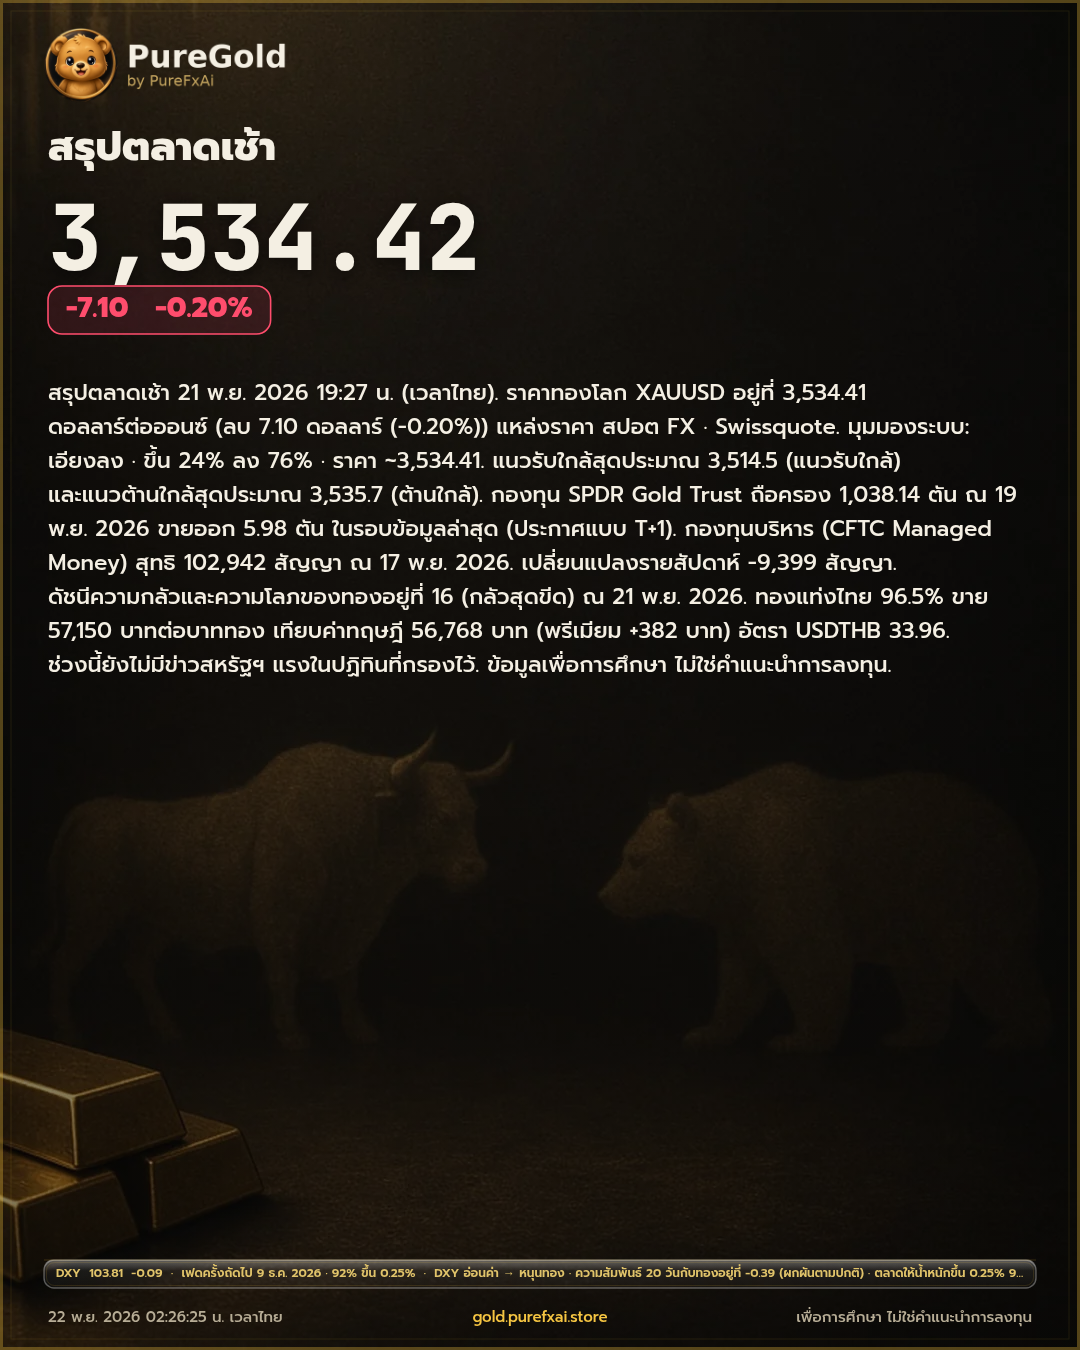 PureGold
by PureFxAi
สรุปตลาดเช้า
3,534.42
-7.10 -0.20%
สรุปตลาดเช้า 21 พ.ย. 2026 19:27 น. (เวลาไทย). ราคาทองโลก XAUUSD อยู่ที่ 3,534.41
ดอลลาร์ต่อออนซ์ (ลบ 7.10 ดอลลาร์ (-0.20%)) แหล่งราคา สปอต FX · Swissquote. มุมมองระบบ:
เอียงลง · ขึ้น 24% ลง 76% · ราคา ~3,534.41. แนวรับใกล้สุดประมาณ 3,514.5 (แนวรับใกล้)
และแนวต้านใกล้สุดประมาณ 3,535.7 (ต้านใกล้). กองทุน SPDR Gold Trust ถือครอง 1,038.14 ตัน ณ 19
พ.ย. 2026 ขายออก 5.98 ตัน ในรอบข้อมูลล่าสุด (ประกาศแบบ T+1). กองทุนบริหาร (CFTC Managed
Money) สุทธิ 102,942 สัญญา ณ 17 พ.ย. 2026. เปลี่ยนแปลงรายสัปดาห์ -9,399 สัญญา.
ดัชนีความกลัวและความโลภของทองอยู่ที่ 16 (กลัวสุดขีด) ณ 21 พ.ย. 2026. ทองแท่งไทย 96.5% ขาย
57,150 บาทต่อบาททอง เทียบค่าทฤษฎี 56,768 บาท (พรีเมียม +382 บาท) อัตรา USDTHB 33.96.
ช่วงนี้ยังไม่มีข่าวสหรัฐฯ แรงในปฏิทินที่กรองไว้. ข้อมูลเพื่อการศึกษา ไม่ใช่คำแนะนำการลงทุน.
DXY 103.81 -0.09 · เฟดครั้งถัดไป 9 ธ.ค. 2026 · 92% ขึ้น 0.25% · DXY อ่อนค่า → หนุนทอง · ความสัมพันธ์ 20 วันกับทองอยู่ที่ -0.39 (ผกผันตามปกติ) · ตลาดให้น้ำหนักขึ้น 0.25% 9…
22 พ.ย. 2026 02:26:25 น. เวลาไทย
gold.purefxai.store
เพื่อการศึกษา ไม่ใช่คำแนะนำการลงทุน